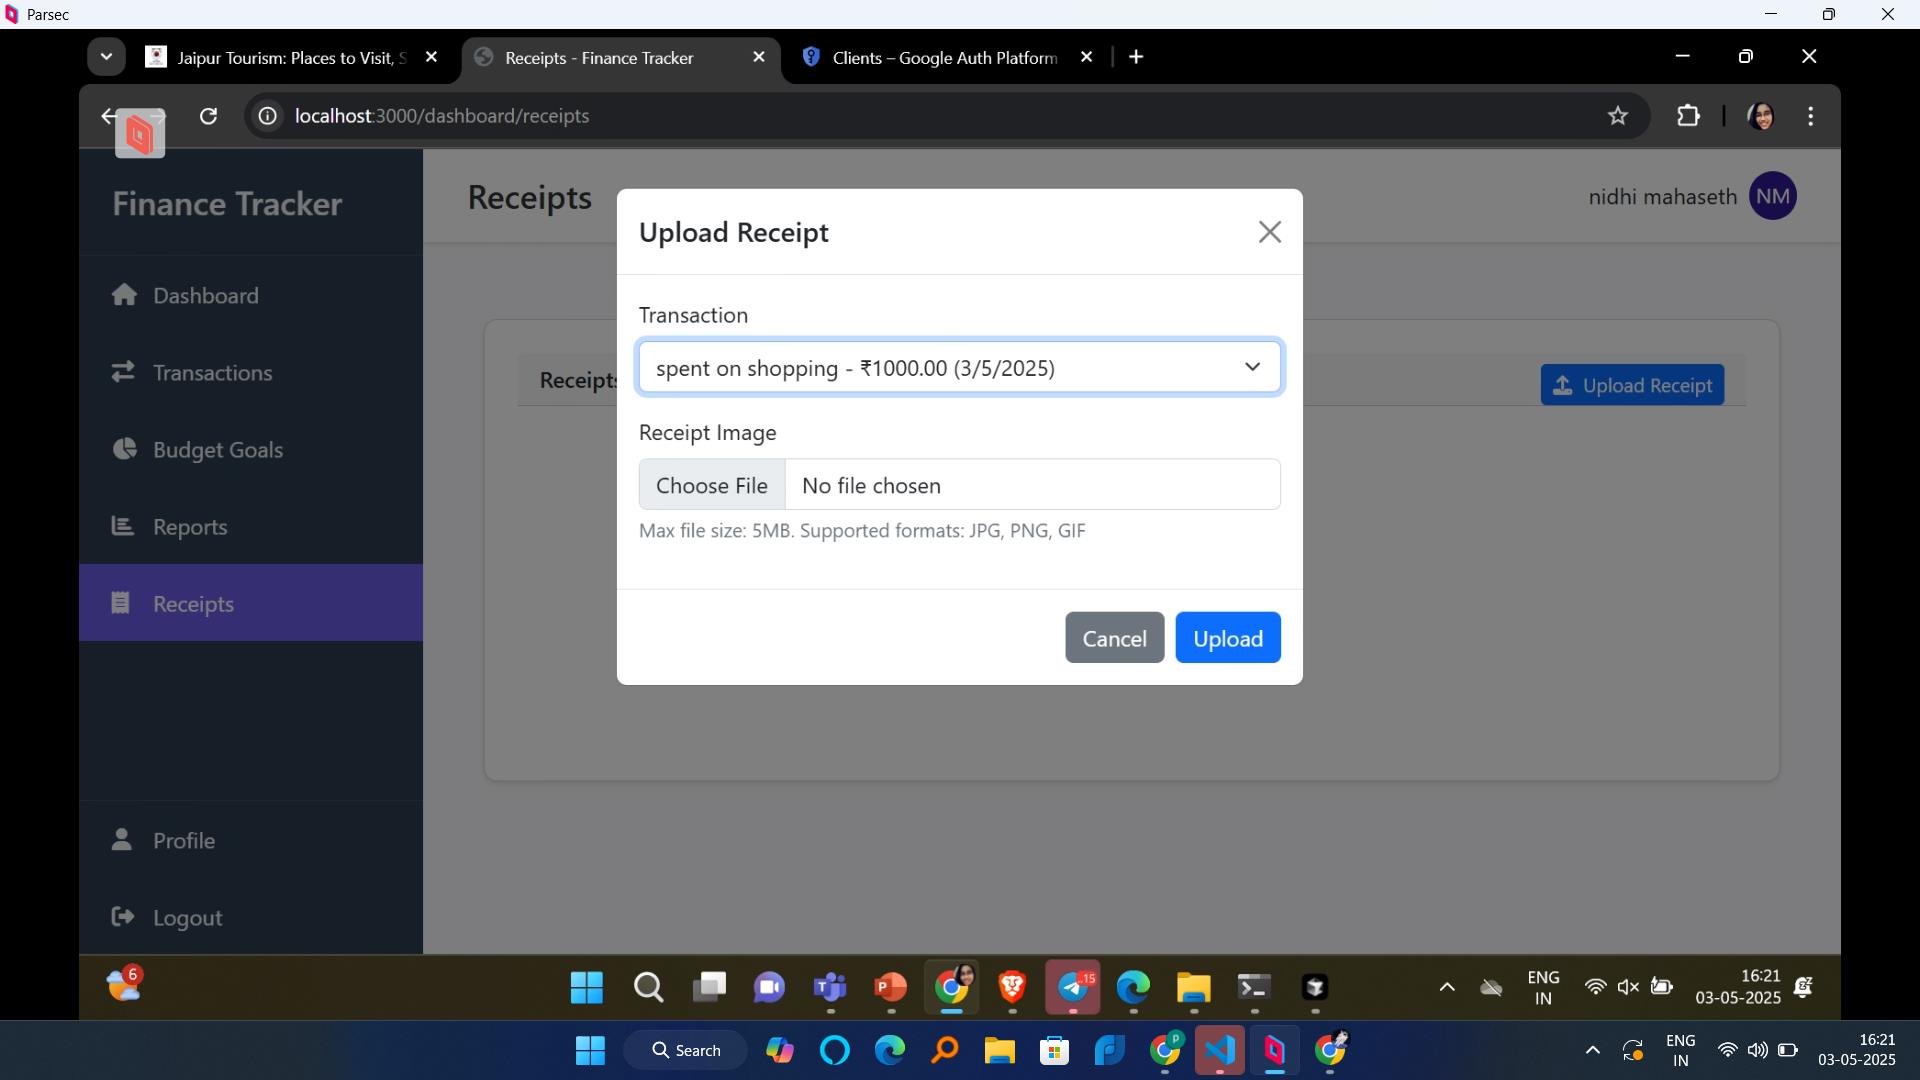 Parsec
Jaipur Tourism: Places to Visit, S
Receipts - Finance Tracker
Clients – Google Auth Platform
localhost:3000/dashboard/receipts
Finance Tracker
Receipts
nidhi mahaseth
NM
Dashboard
Transactions
Budget Goals
Reports
Receipts
Profile
Logout
Receipts
Upload Receipt
Upload Receipt
Transaction
spent on shopping - ₹1000.00 (3/5/2025)
Receipt Image
Choose File
No file chosen
Max file size: 5MB. Supported formats: JPG, PNG, GIF
Cancel
Upload
6
15
ENG
IN
16:21
03-05-2025
Search
P
ENG
IN
16:21
03-05-2025